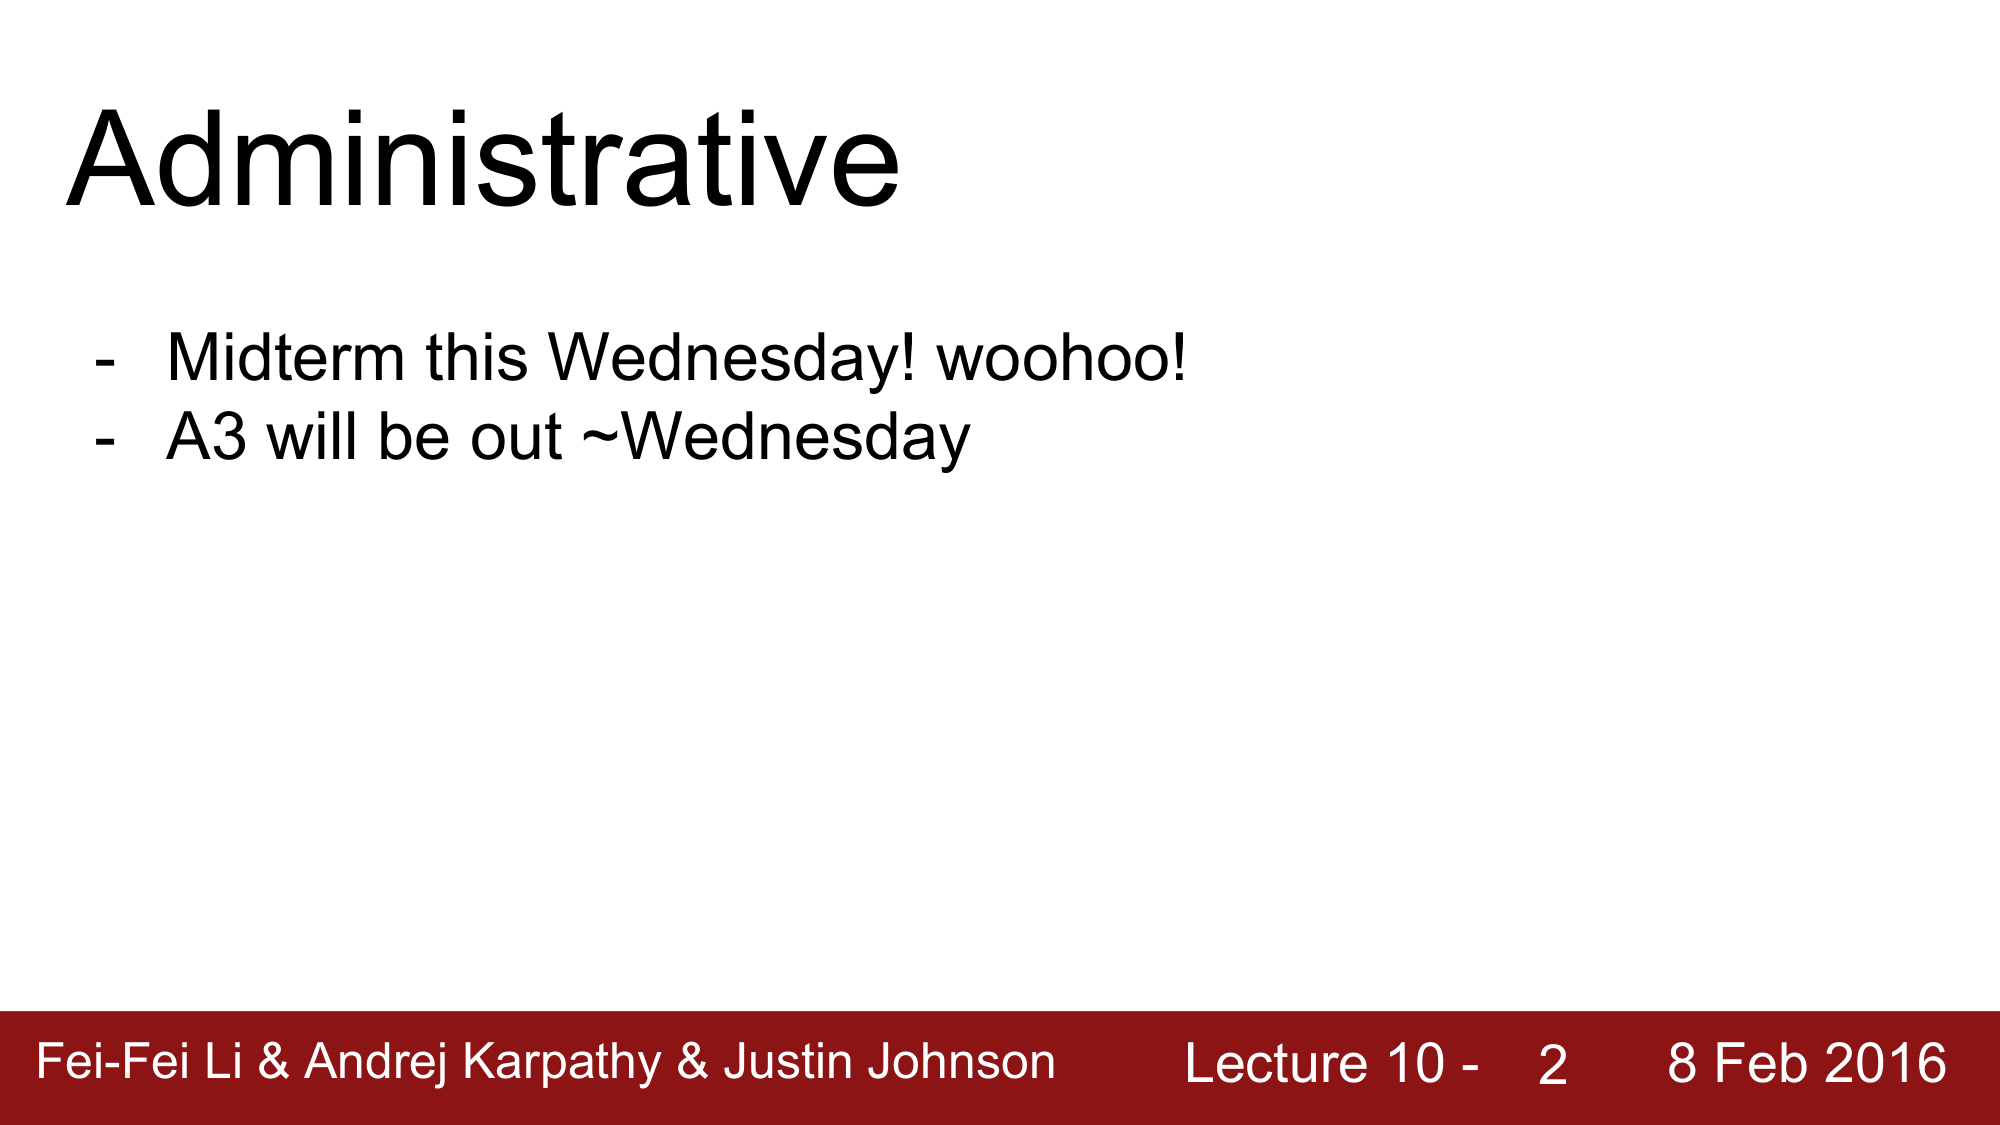 Administrative
- Midterm this Wednesday! woohoo!
- A3 will be out ~Wednesday
Fei-Fei Li & Andrej Karpathy & Justin Johnson Lecture 10 - 2 8 Feb 2016